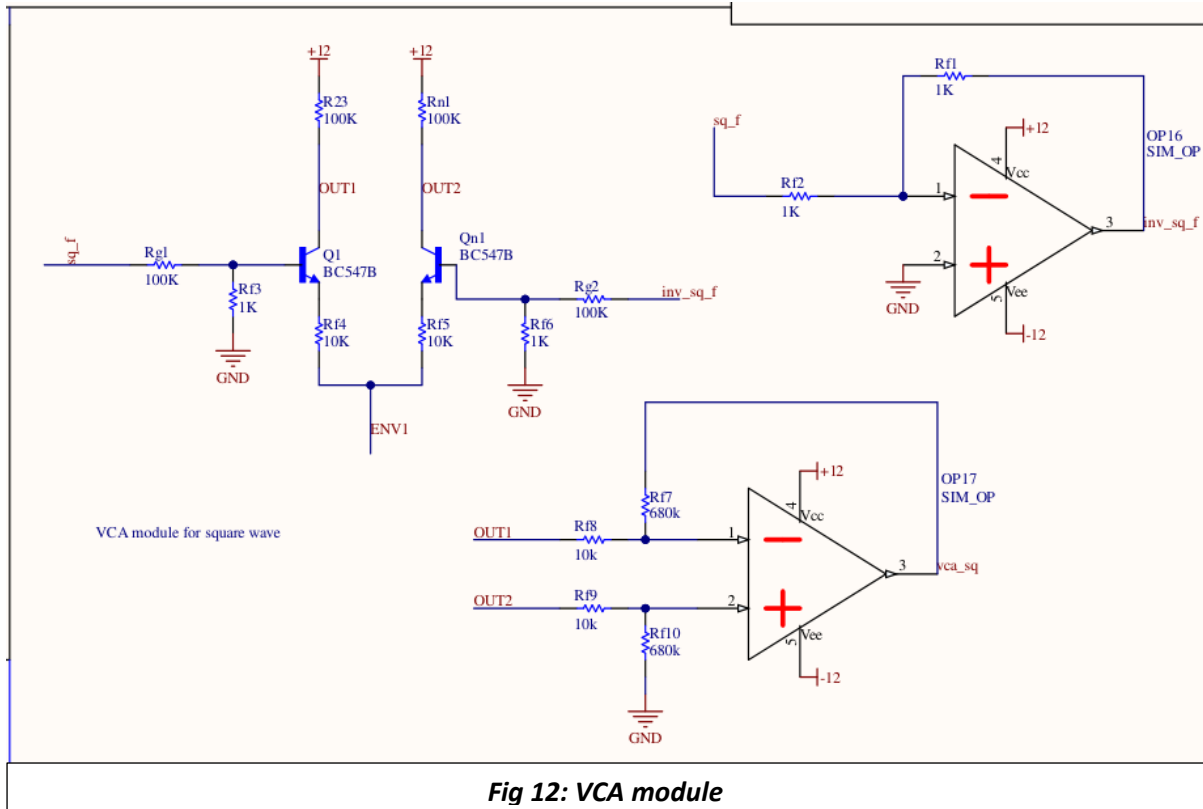 +12
+12
R23
100K
Rn1
100K
OUT1
OUT2
sq_f
Rg1
100K
Q1
BC547B
Qn1
BC547B
Rf3
1K
GND
Rf4
10K
Rf5
10K
Rg2
100K
inv_sq_f
Rf6
1K
GND
ENV1
VCA module for square wave
sq_f
Rf2
1K
Rf1
1K
+12
OP16
SIM_OP
4
Vcc
1
2
3
inv_sq_f
GND
5
Vee
-12
Rf7
680k
+12
OP17
SIM_OP
4
Vcc
OUT1
Rf8
10k
1
3
vca_sq
OUT2
Rf9
10k
2
Rf10
680k
5
Vee
-12
GND
Fig 12: VCA module